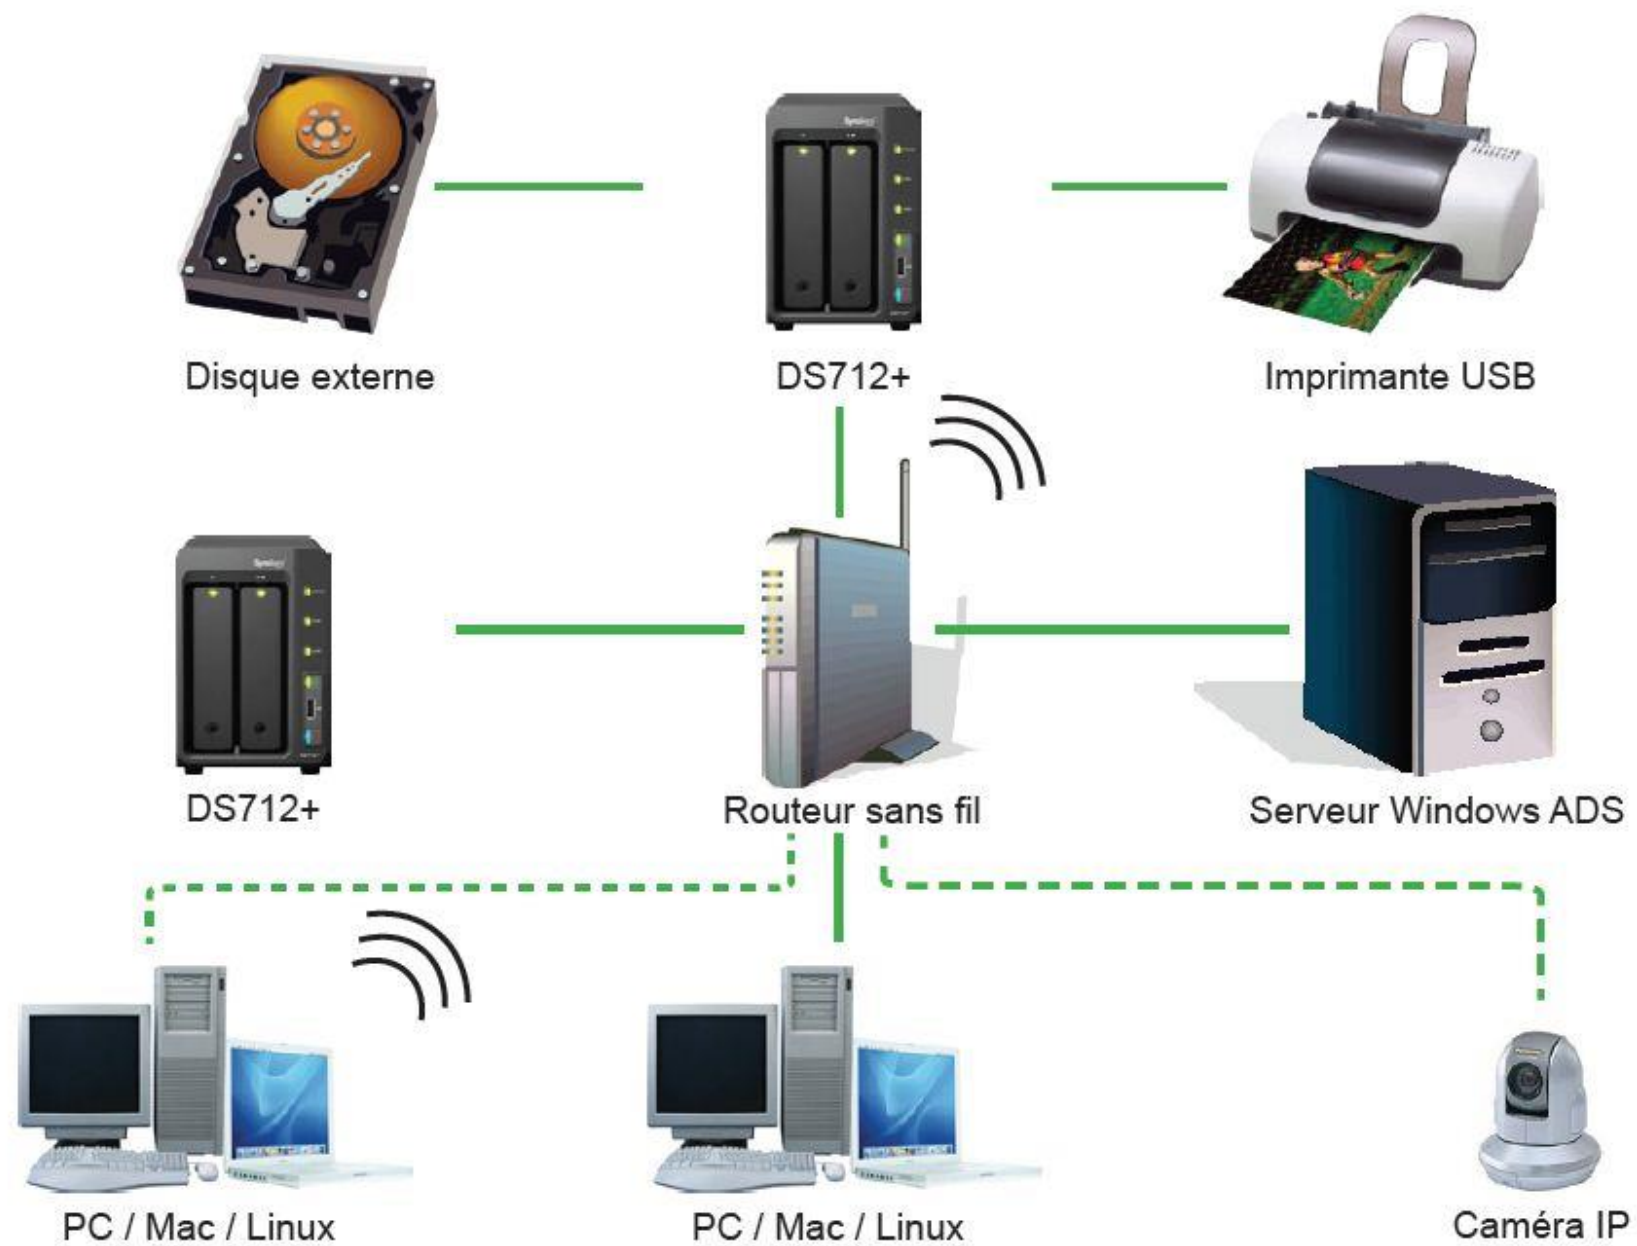 Disque externe
DS712+
Imprimante USB
DS712+
Routeur sans fil
Serveur Windows ADS
PC / Mac / Linux
PC / Mac / Linux
Caméra IP